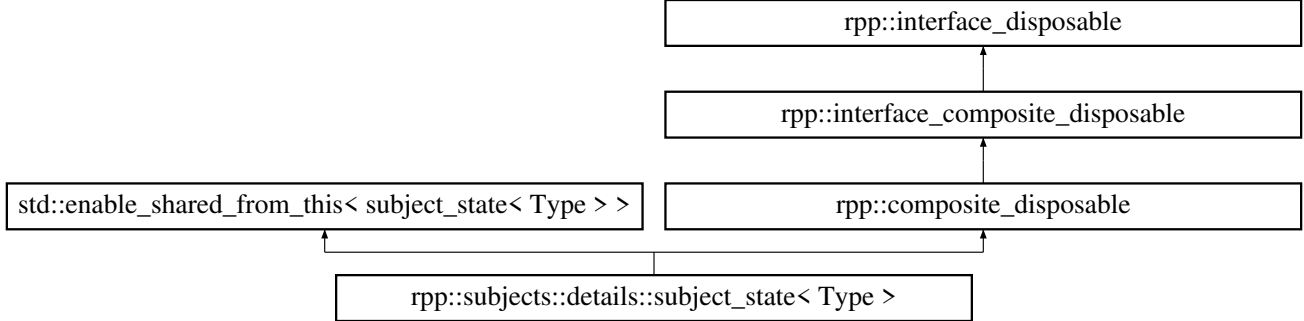 rpp::interface_disposable
rpp::interface_composite_disposable
std::enable_shared_from_this< subject_state< Type > >
rpp::composite_disposable
rpp::subjects::details::subject_state< Type >